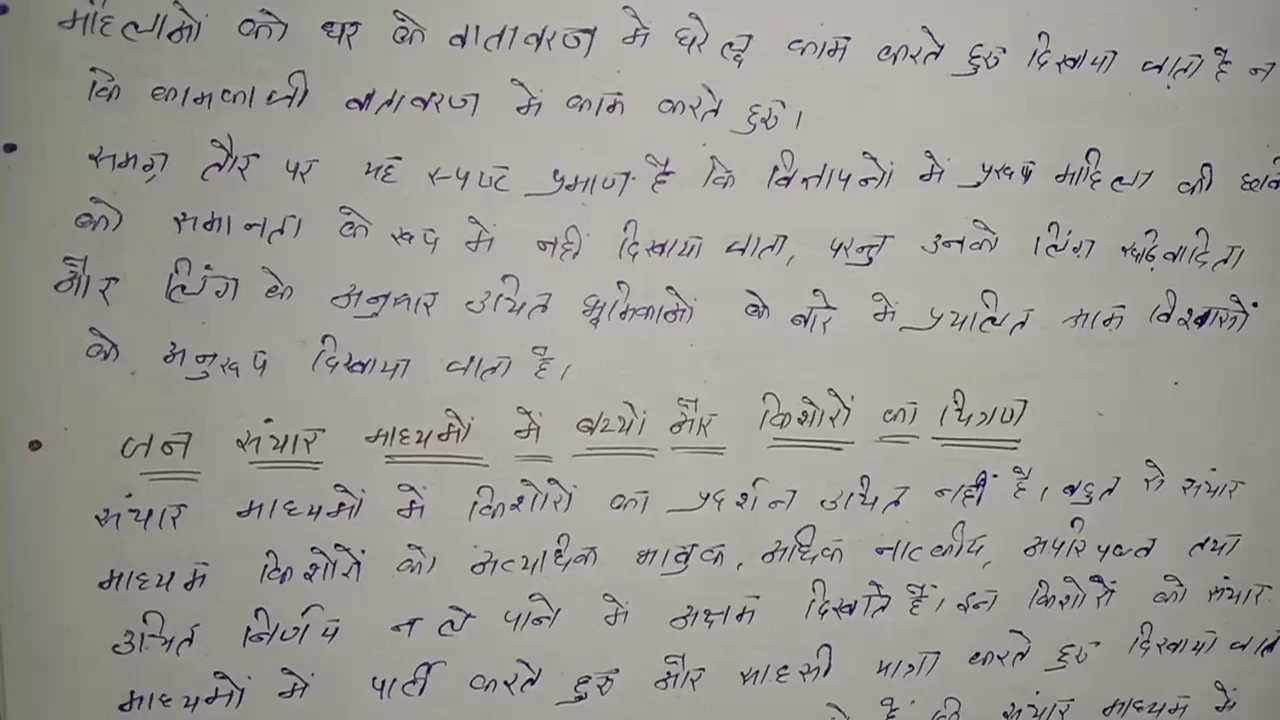 महिलाओं को घर के वातावरण में घरेलू काम करते हुए दिखाया जाता है न
कि कामकाजी वातावरण में काम करते हुए।
समग्र तौर पर यह स्पष्ट प्रमाण है कि विज्ञापनों में पुरुष महिला की छवि
को समानता के रूप में नहीं दिखाया जाता, परन्तु उनको लिंग रूढ़िवादिता
और लिंग के अनुसार उचित भूमिकाओं के बारे में प्रचलित आम विश्वासों
के अनुरूप दिखाया जाता है।
जन संचार माध्यमों में बच्चों और किशोरों का चित्रण
संचार माध्यमों में किशोरों का प्रदर्शन उचित नहीं है। बहुत से संचार
माध्यम किशोरों को अत्याधिक भावुक, अधिक नाटकीय, अपरिपक्व तथा
उचित निर्णय न ले पाने में अक्षम दिखाते हैं। इन किशोरों को संचार
माध्यमों में पार्टी करते हुए और साहसी यात्रा करते हुए दिखाया जाते
हैं की संचार माध्यम में